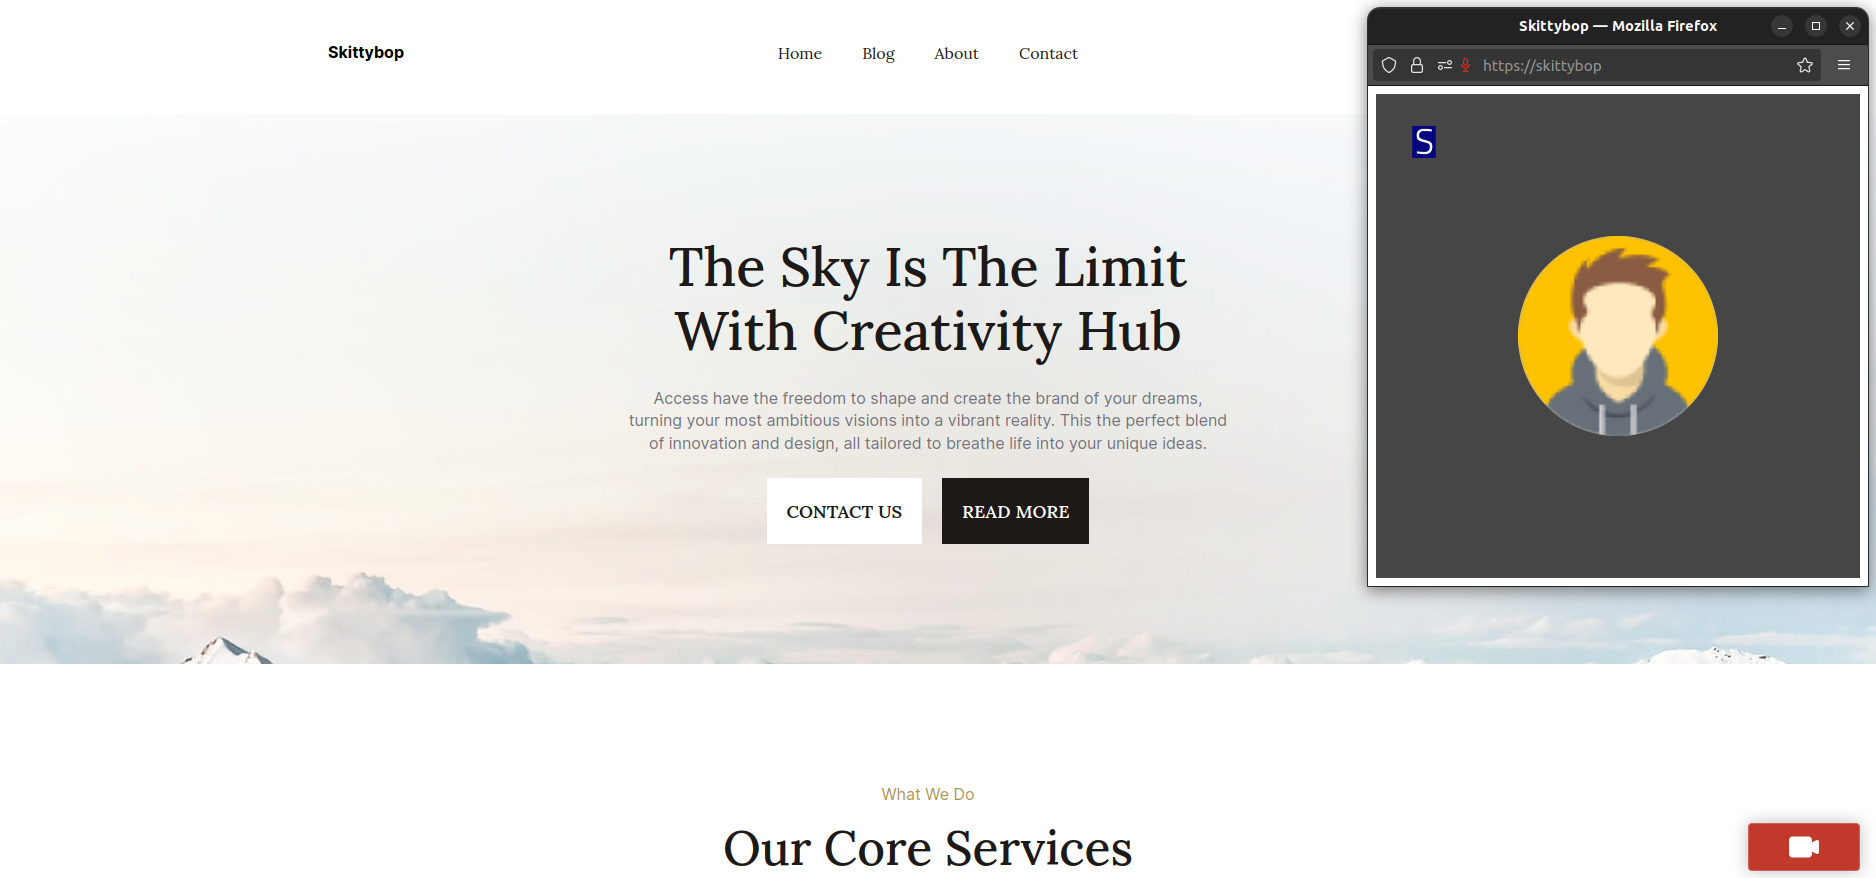 Skittybop
Home Blog About Contact
The Sky Is The Limit
With Creativity Hub
Access have the freedom to shape and create the brand of your dreams,
turning your most ambitious visions into a vibrant reality. This the perfect blend
of innovation and design, all tailored to breathe life into your unique ideas.
CONTACT US READ MORE
What We Do
Our Core Services
Skittybop — Mozilla Firefox
https://skittybop
S